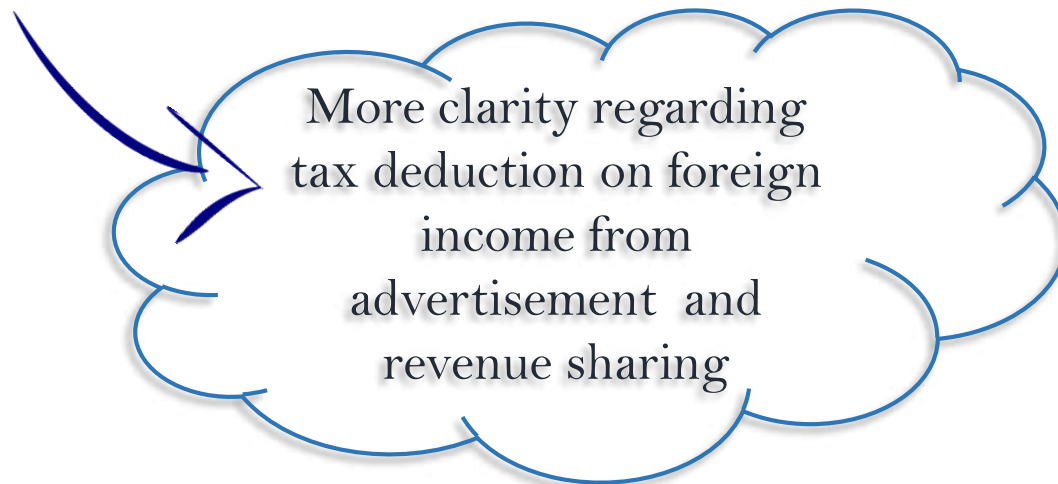 More clarity regarding
tax deduction on foreign
income from
advertisement  and
revenue sharing